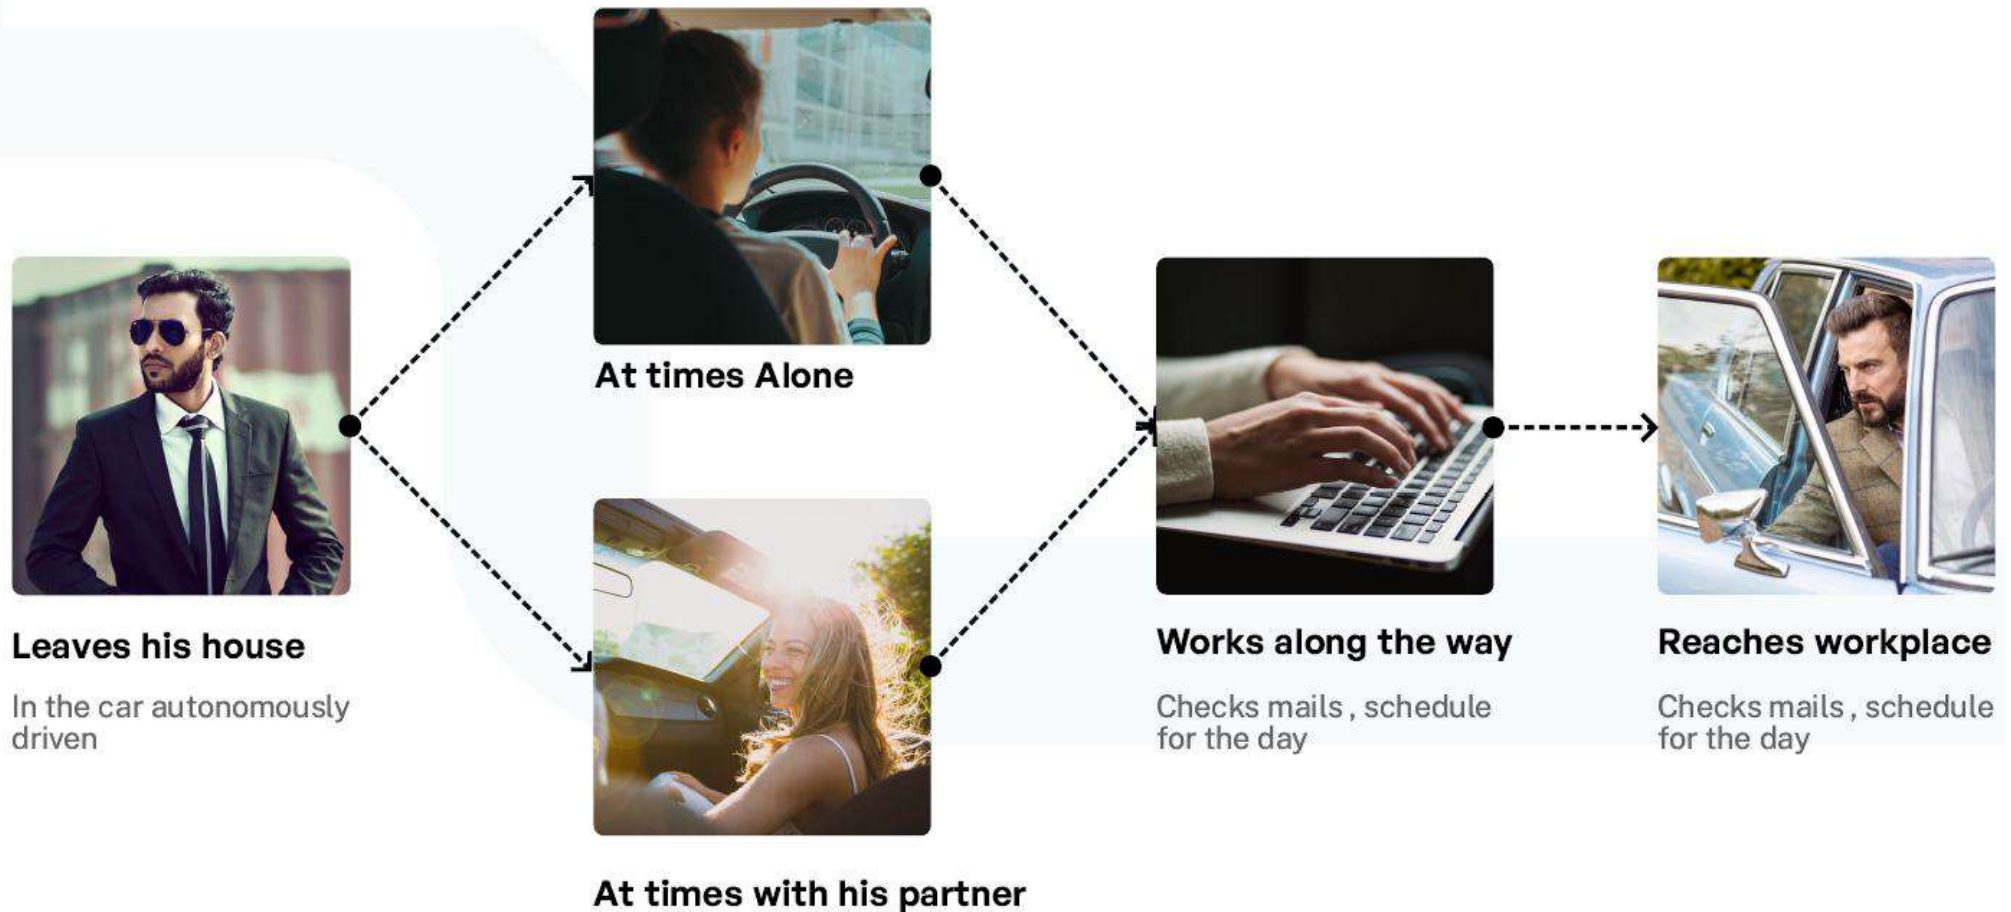 At times Alone
Leaves his house
In the car autonomously
driven
At times with his partner
Works along the way
Checks mails , schedule
for the day
Reaches workplace
Checks mails , schedule
for the day